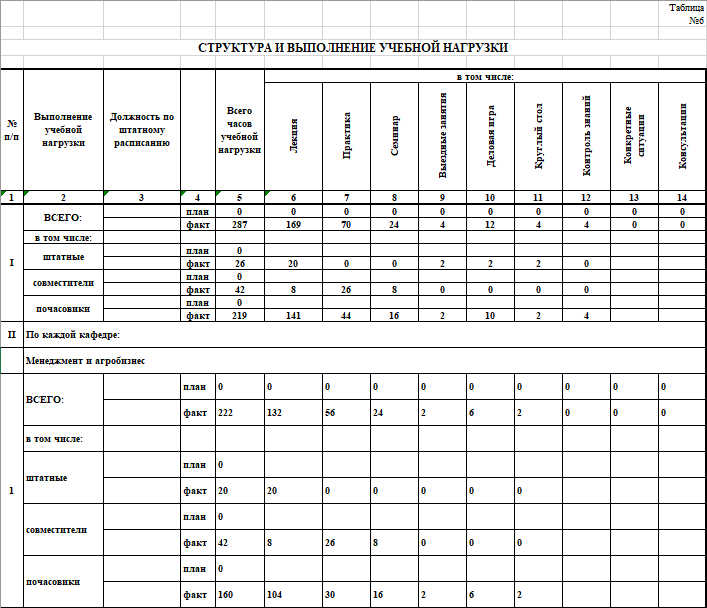 Таблица
№6
СТРУКТУРА И ВЫПОЛНЕНИЕ УЧЕБНОЙ НАГРУЗКИ
№ п/п Выполнение учебной нагрузки Должность по штатному расписанию Всего часов учебной нагрузки в том числе:
Лекция Практика Семинар Выездные занятия Деловая игра Круглый стол Контроль знаний Конкретные ситуации Консультации
1 2 3 4 5 6 7 8 9 10 11 12 13 14
I ВСЕГО: план 0 0 0 0 0 0 0 0 0 0
факт 287 169 70 24 4 12 4 4 0 0
в том числе:
штатные план 0
факт 26 20 0 0 2 2 2 0
совместители план 0
факт 42 8 26 8 0 0 0 0
почасовики план 0
факт 219 141 44 16 2 10 2 4
II По каждой кафедре:
Менеджмент и агробизнес
1 ВСЕГО: план 0 0 0 0 0 0 0 0 0 0
факт 222 132 56 24 2 6 2 0 0 0
в том числе:
штатные план 0
факт 20 20 0 0 0 0 0
совместители план 0
факт 42 8 26 8 0 0 0
почасовики план 0
факт 160 104 30 16 2 6 2